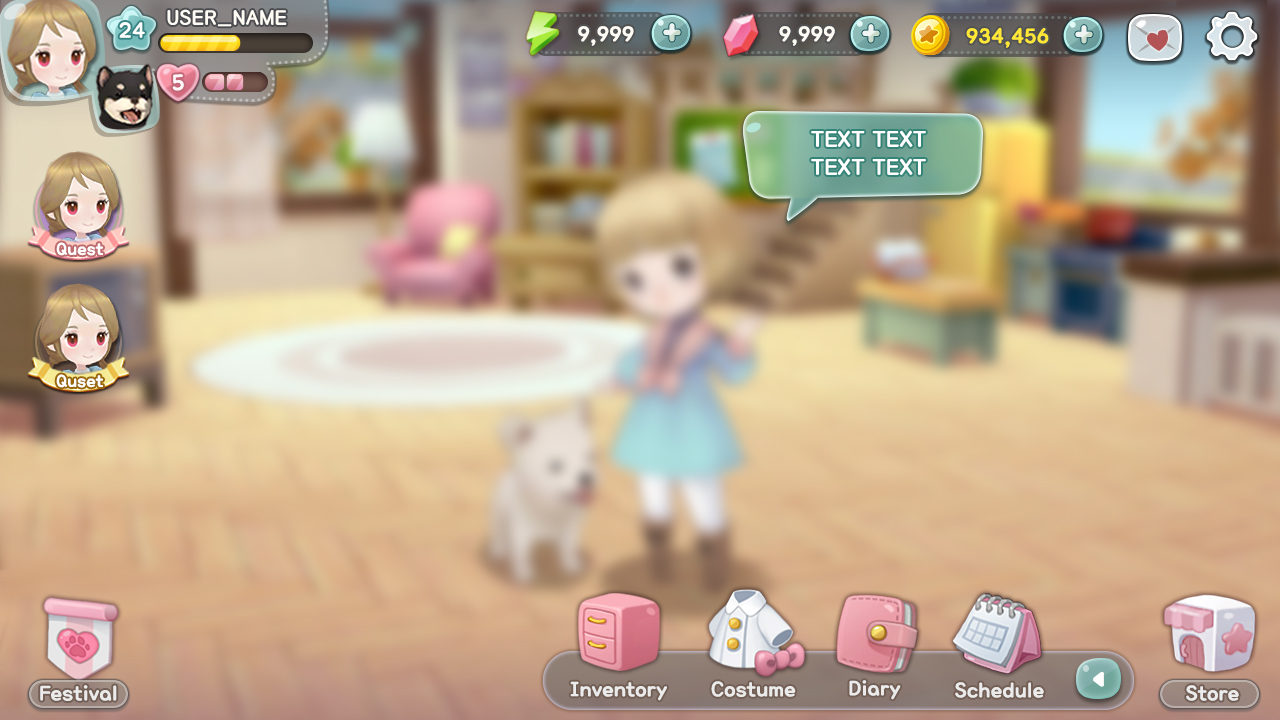 24
USER_NAME
5
9,999
9,999
934,456
TEXT TEXT
TEXT TEXT
Quest
Quset
Festival
Inventory
Costume
Diary
Schedule
Store